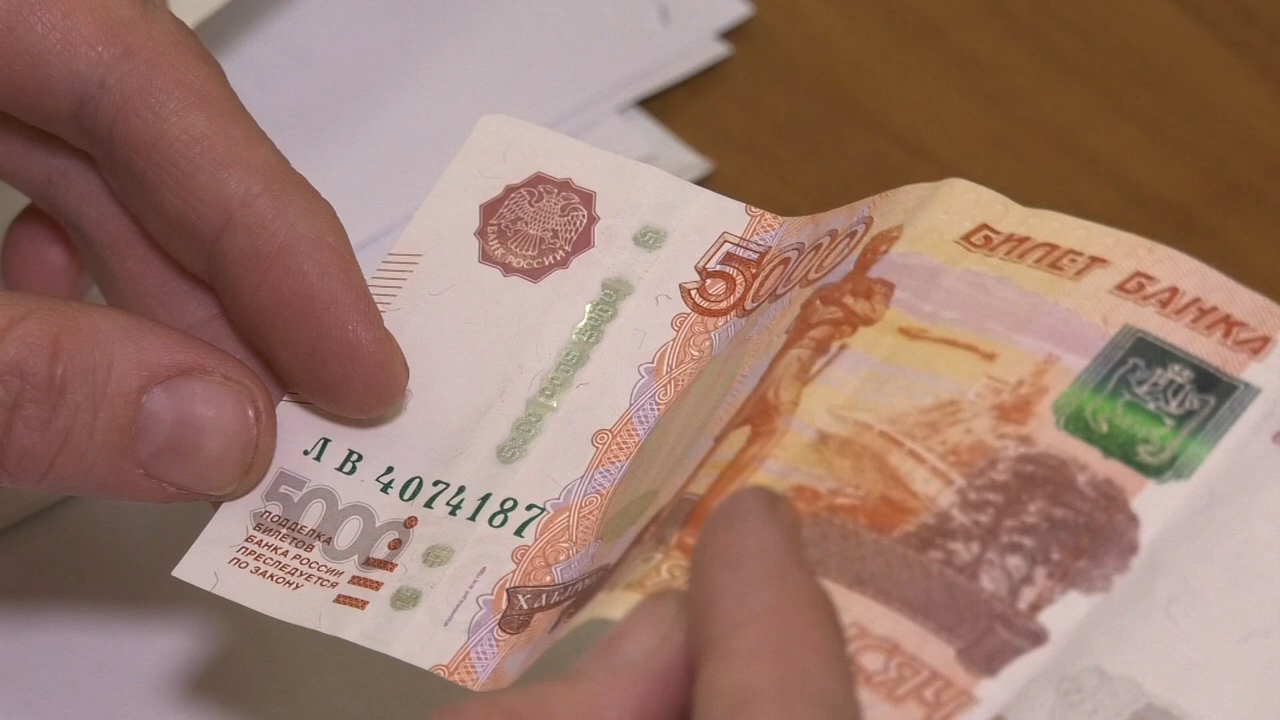 БАНК РОССИИ
5000
БИЛЕТ БАНКА
ЛВ 4074187
5000
ПОДДЕЛКА
БИЛЕТОВ
БАНКА РОССИИ
ПРЕСЛЕДУЕТСЯ
ПО ЗАКОНУ